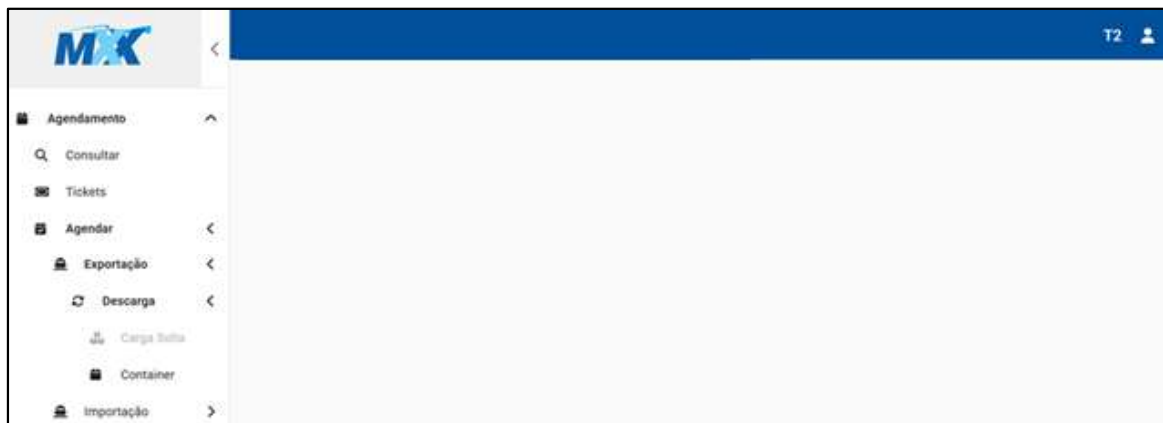 MXK
T2
Agendamento
Consultar
Tickets
Agendar
Exportação
Descarga
Carga Solta
Container
Importação